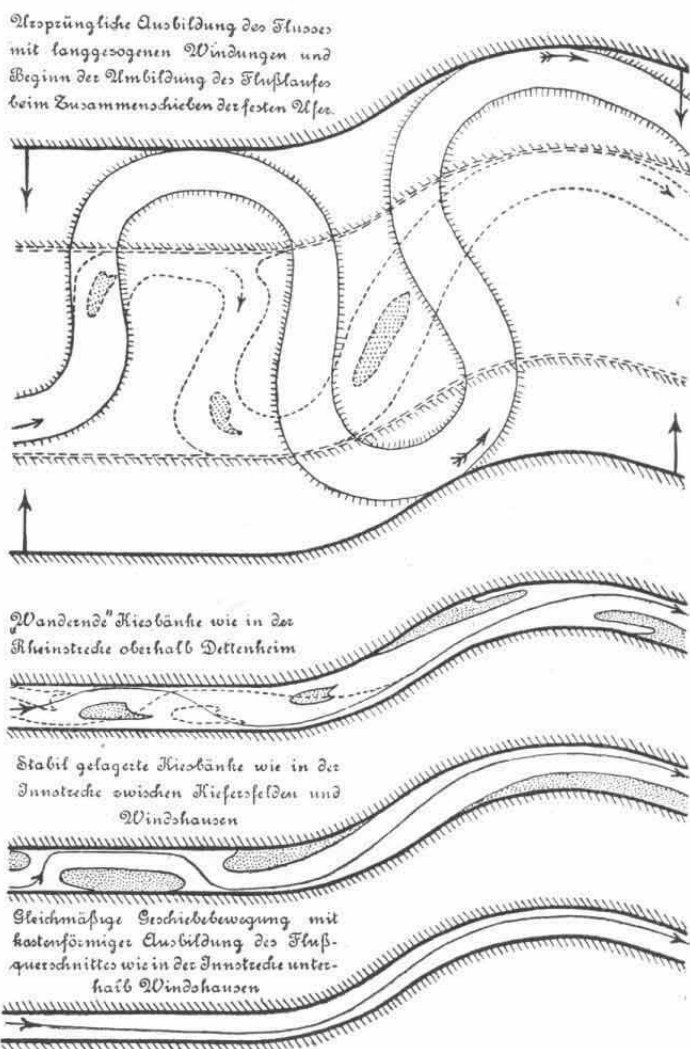 Ursprüngliche Ausbildung des Flusses
mit langgezogenen Windungen und
Beginn der Umbildung des Flußlaufes
beim Zusammenschieben der festen Ufer.
„Wandernde" Kiesbänke wie in der
Rheinstrecke oberhalb Dettenheim
Stabil gelagerte Kiesbänke wie in der
Innstrecke zwischen Kiefersfelden und
Windshausen
Gleichmäßige Geschiebebewegung mit
kastenförmiger Ausbildung des Fluß-
querschnittes wie in der Innstrecke unter-
halb Windshausen